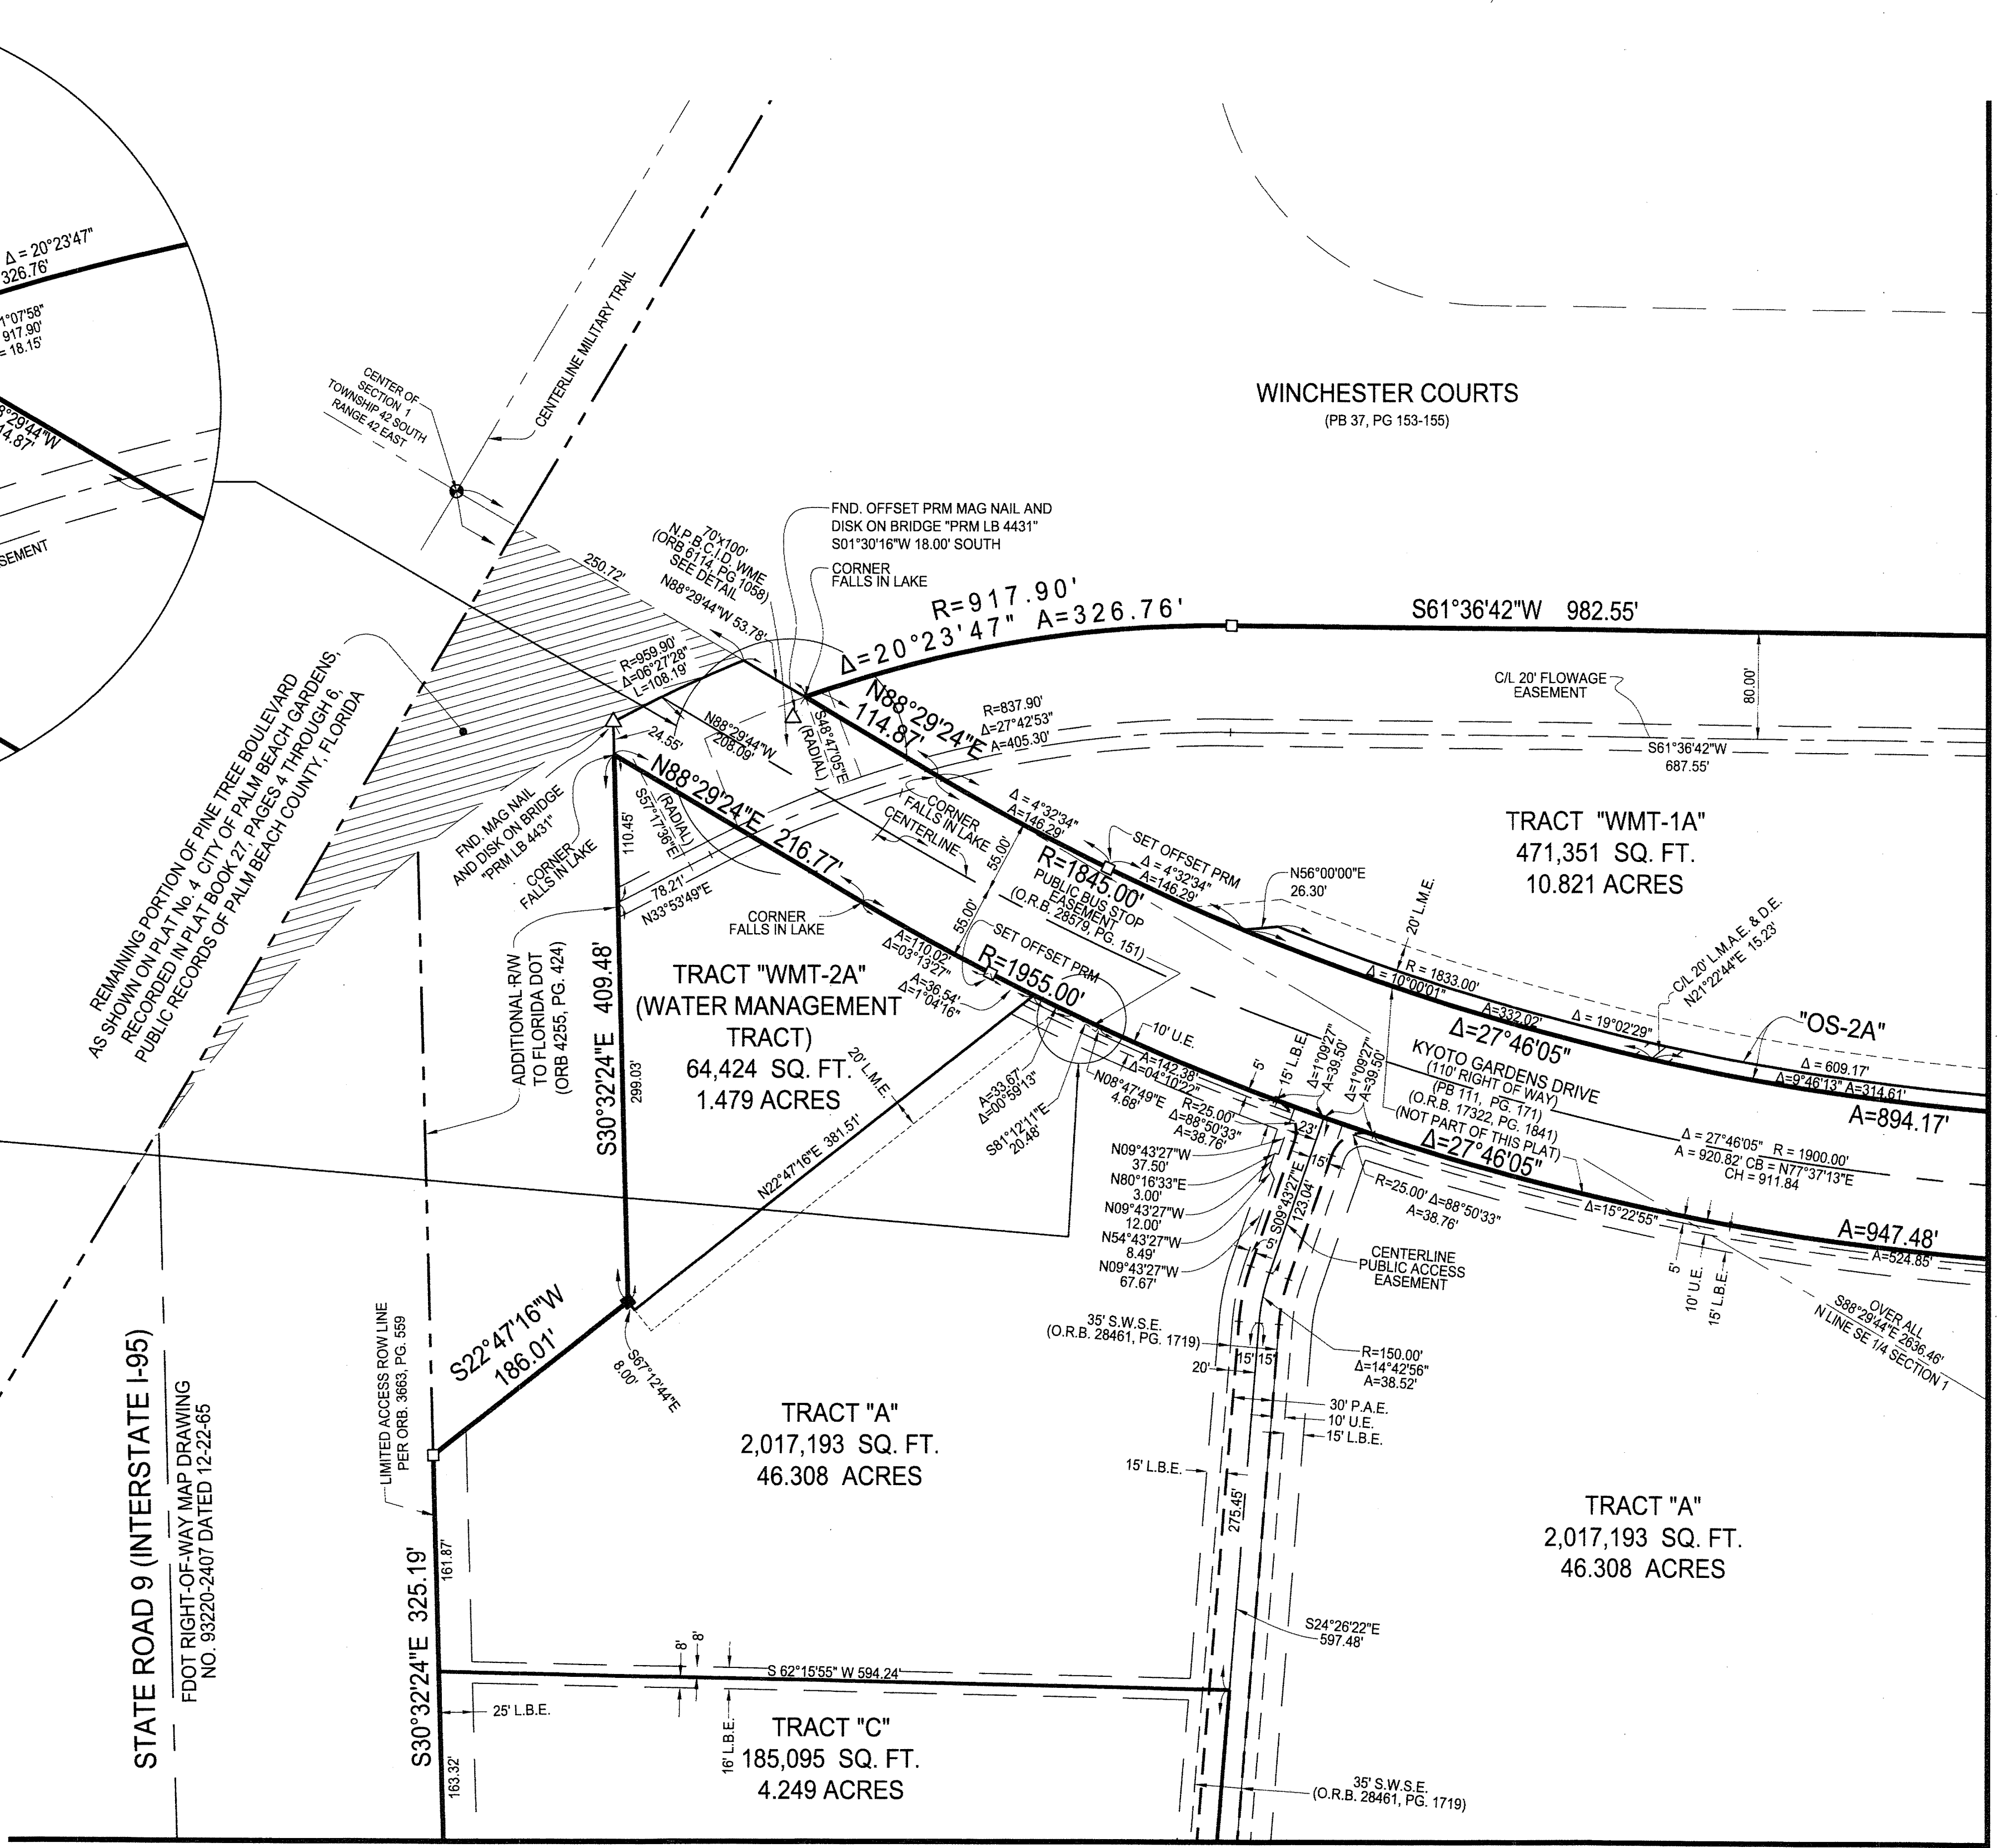 Δ = 20°23'47"
326.76'
1°07'58"
917.90'
= 18.15'
8°29'44"W
14.87'
SEMENT
CENTERLINE MILITARY TRAIL
CENTER OF
SECTION 1
TOWNSHIP 42 SOUTH
RANGE 42 EAST
WINCHESTER COURTS
(PB 37, PG 153-155)
250.72'
70'x100'
N.P.B.C.I.D. WME
(ORB 6114, PG 1058)
SEE DETAIL
N88°29'44"W 53.78'
FND. OFFSET PRM MAG NAIL AND
DISK ON BRIDGE "PRM LB 4431"
S01°30'16"W 18.00' SOUTH
CORNER
FALLS IN LAKE
R=917.90'
Δ=20°23'47" A=326.76'
S61°36'42"W 982.55'
80.00'
C/L 20' FLOWAGE
EASEMENT
S61°36'42"W
687.55'
R=959.90'
Δ=06°27'28"
L=108.19'
24.55'
N88°29'44"W
208.09'
S48°47'05"E
(RADIAL)
N88°29'24"E
114.87'
R=837.90'
Δ=27°42'53"
A=405.30'
REMAINING PORTION OF PINE TREE BOULEVARD
AS SHOWN ON PLAT No. 4 CITY OF PALM BEACH GARDENS,
RECORDED IN PLAT BOOK 27, PAGES 4 THROUGH 6,
PUBLIC RECORDS OF PALM BEACH COUNTY, FLORIDA
FND. MAG NAIL
AND DISK ON BRIDGE
"PRM LB 4431"
CORNER
FALLS IN LAKE
110.45'
N88°29'24"E 216.77'
S57°17'36"E
(RADIAL)
78.21'
N33°53'49"E
CORNER
FALLS IN LAKE
CORNER
FALLS IN LAKE
CENTERLINE
55.00'
55.00'
Δ = 4°32'34"
A=146.29'
SET OFFSET PRM
Δ = 4°32'34"
A=146.29'
R=1845.00'
PUBLIC BUS STOP
EASEMENT
(O.R.B. 28579, PG. 151)
SET OFFSET PRM
R=1955.00'
N56°00'00"E
26.30'
20' L.M.E.
TRACT "WMT-1A"
471,351 SQ. FT.
10.821 ACRES
C/L 20' L.M.A.E. & D.E.
N21°22'44"E 15.23'
R = 1833.00'
Δ = 10°00'01"
A=332.02'
Δ = 19°02'29"
"OS-2A"
Δ = 609.17'
Δ=9°46'13" A=314.61'
Δ=27°46'05"
A=894.17'
KYOTO GARDENS DRIVE
(110' RIGHT OF WAY)
(PB 111, PG. 171)
(O.R.B. 17322, PG. 1841)
(NOT PART OF THIS PLAT)
Δ = 27°46'05" R = 1900.00'
A = 920.82' CB = N77°37'13"E
CH = 911.84
Δ=27°46'05"
A=947.48'
A=524.85'
Δ=15°22'55"
ADDITIONAL R/W
TO FLORIDA DOT
(ORB 4255, PG. 424)
S30°32'24"E 409.48'
299.03'
TRACT "WMT-2A"
(WATER MANAGEMENT
TRACT)
64,424 SQ. FT.
1.479 ACRES
A=110.02'
Δ=03°13'27"
A=36.54'
Δ=1°04'16"
20' L.M.E.
N22°47'16"E 381.51'
10' U.E.
A=142.38'
Δ=04°10'22"
A=33.67'
Δ=00°59'13"
S81°12'11"E
20.48'
N08°47'49"E
4.68'
R=25.00'
Δ=88°50'33"
A=38.76'
5'
15' L.B.E.
Δ=1°09'27"
A=39.50'
Δ=1°09'27"
A=39.50'
23'
15'
N09°43'27"W
37.50'
N80°16'33"E
3.00'
N09°43'27"W
12.00'
N54°43'27"W
8.49'
N09°43'27"W
67.67'
S09°43'27"E
123.04'
5'
R=25.00' Δ=88°50'33"
A=38.76'
CENTERLINE
PUBLIC ACCESS
EASEMENT
5'
10' U.E.
15' L.B.E.
OVER ALL
S88°29'44"E 2636.46'
N LINE SE 1/4 SECTION 1
S22°47'16"W
186.01'
S67°12'44"E
8.00'
LIMITED ACCESS ROW LINE
PER ORB. 3663, PG. 559
STATE ROAD 9 (INTERSTATE I-95)
FDOT RIGHT-OF-WAY MAP DRAWING
NO. 93220-2407 DATED 12-22-65
35' S.W.S.E.
(O.R.B. 28461, PG. 1719)
20'
15'
15'
R=150.00'
Δ=14°42'56"
A=38.52'
30' P.A.E.
10' U.E.
15' L.B.E.
15' L.B.E.
275.45'
TRACT "A"
2,017,193 SQ. FT.
46.308 ACRES
TRACT "A"
2,017,193 SQ. FT.
46.308 ACRES
S24°26'22"E
597.48'
S30°32'24"E 325.19'
161.87'
163.32'
25' L.B.E.
8'
8'
S 62°15'55" W 594.24'
16' L.B.E.
TRACT "C"
185,095 SQ. FT.
4.249 ACRES
35' S.W.S.E.
(O.R.B. 28461, PG. 1719)